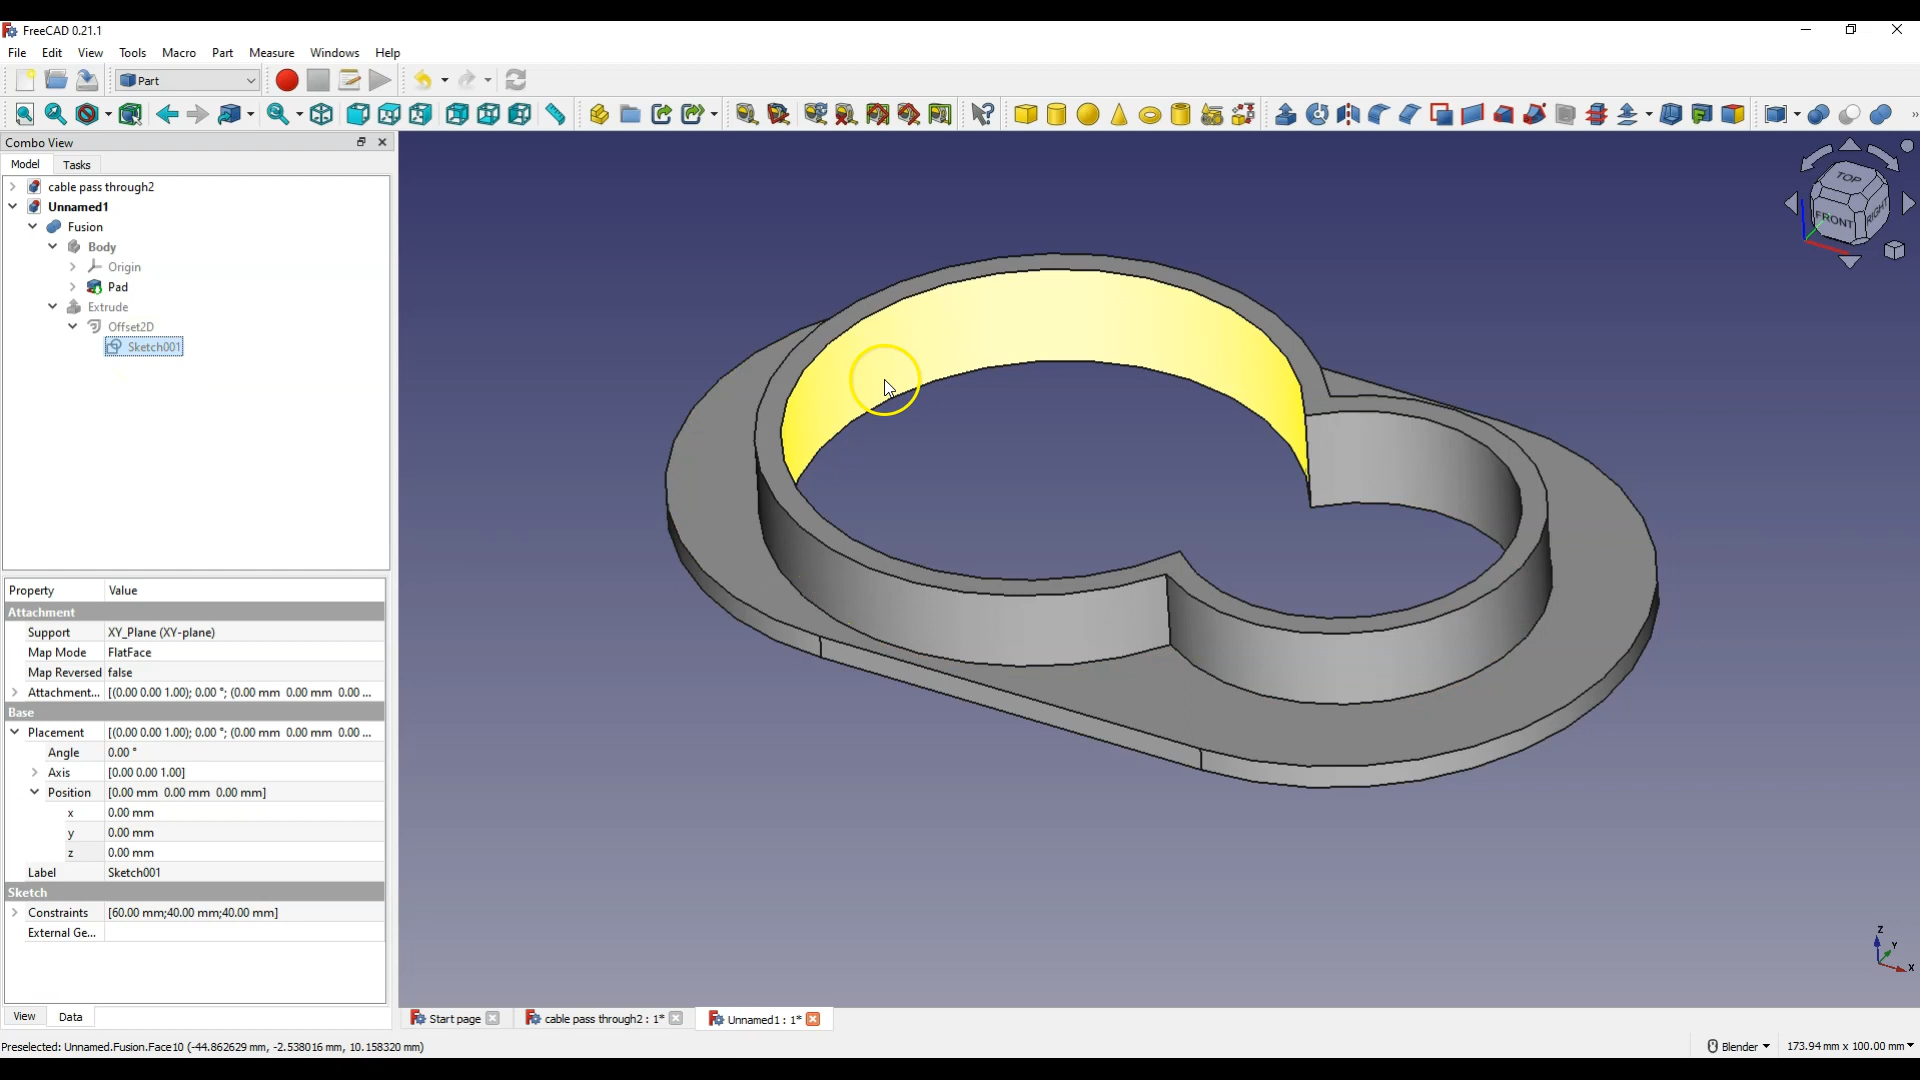 FreeCAD 0.21.1
File Edit View Tools Macro Part Measure Windows Help
Part
Combo View
Model Tasks
cable pass through2
Unnamed1
Fusion
Body
Origin
Pad
Extrude
Offset2D
Sketch001
TOP
FRONT RIGHT
Property Value
Attachment
Support XY_Plane (XY-plane)
Map Mode FlatFace
Map Reversed false
Attachment... [(0.00 0.00 1.00); 0.00 °; (0.00 mm 0.00 mm 0.00 ...
Base
Placement [(0.00 0.00 1.00); 0.00 °; (0.00 mm 0.00 mm 0.00 ...
Angle 0.00 °
Axis [0.00 0.00 1.00]
Position [0.00 mm 0.00 mm 0.00 mm]
x 0.00 mm
y 0.00 mm
z 0.00 mm
Label Sketch001
Sketch
Constraints [60.00 mm;40.00 mm;40.00 mm]
External Ge...
Z
Y
X
View Data
Start page cable pass through2 : 1* Unnamed1 : 1*
Preselected: Unnamed.Fusion.Face10 (-44.862629 mm, -2.538016 mm, 10.158320 mm)
Blender 173.94 mm x 100.00 mm